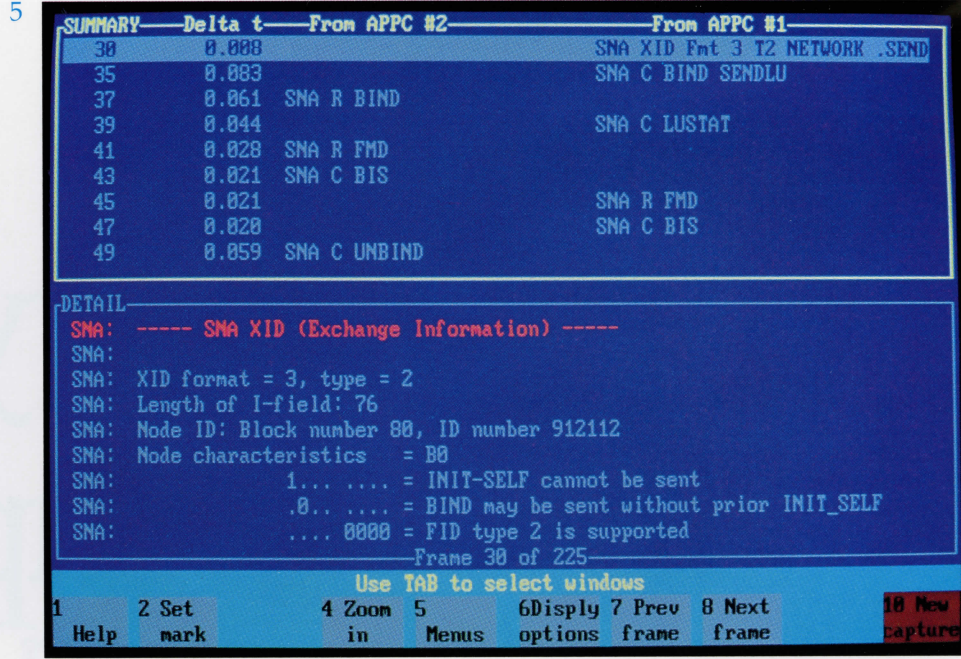 5
SUMMARY Delta t From APPC #2 From APPC #1
30 0.008 SNA XID Fmt 3 T2 NETWORK .SEND
35 0.083 SNA C BIND SENDLU
37 0.061 SNA R BIND
39 0.044 SNA C LUSTAT
41 0.028 SNA R FMD
43 0.021 SNA C BIS
45 0.021 SNA R FMD
47 0.020 SNA C BIS
49 0.059 SNA C UNBIND
DETAIL
SNA: ----- SNA XID (Exchange Information) -----
SNA:
SNA: XID format = 3, type = 2
SNA: Length of I-field: 76
SNA: Node ID: Block number 80, ID number 912112
SNA: Node characteristics = B0
SNA: 1... .... = INIT-SELF cannot be sent
SNA: .0.. .... = BIND may be sent without prior INIT_SELF
SNA: .... 0000 = FID type 2 is supported
Frame 30 of 225
Use TAB to select windows
1 Help 2 Set mark 4 Zoom in 5 Menus 6Disply options 7 Prev frame 8 Next frame 10 New capture